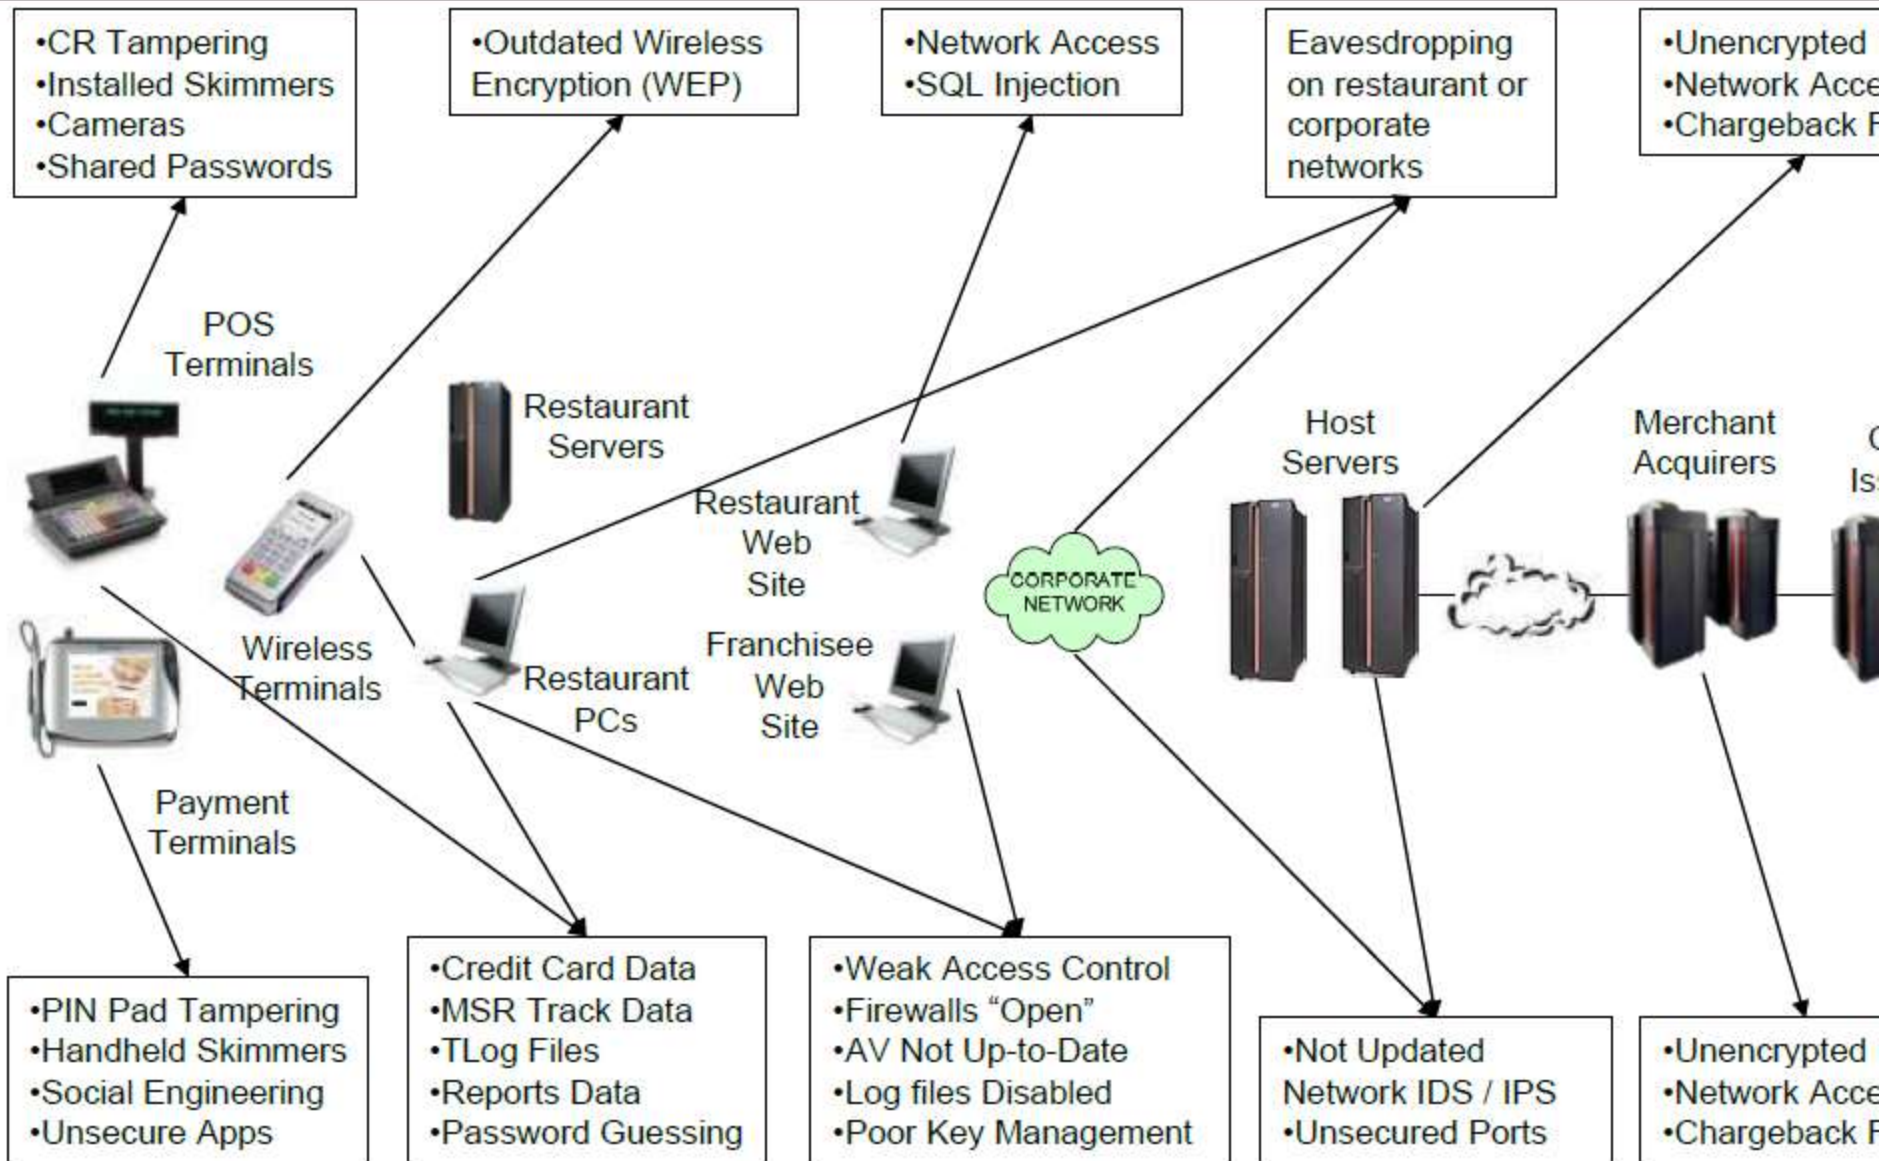 •CR Tampering
•Installed Skimmers
•Cameras
•Shared Passwords
•Outdated Wireless
Encryption (WEP)
•Network Access
•SQL Injection
Eavesdropping
on restaurant or
corporate
networks
•Unencrypted
•Network
•Chargeback
POS
Terminals
Restaurant
Servers
Restaurant
Web
Site
Host
Servers
Merchant
Acquirers
CORPORATE
NETWORK
Wireless
Terminals
Restaurant
PCs
Franchisee
Web
Site
Payment
Terminals
•PIN Pad Tampering
•Handheld Skimmers
•Social Engineering
•Unsecure Apps
•Credit Card Data
•MSR Track Data
•TLog Files
•Reports Data
•Password Guessing
•Weak Access Control
•Firewalls “Open”
•AV Not Up-to-Date
•Log files Disabled
•Poor Key Management
•Not Updated
Network IDS / IPS
•Unsecured Ports
•Unencrypted
•Network
•Chargeback